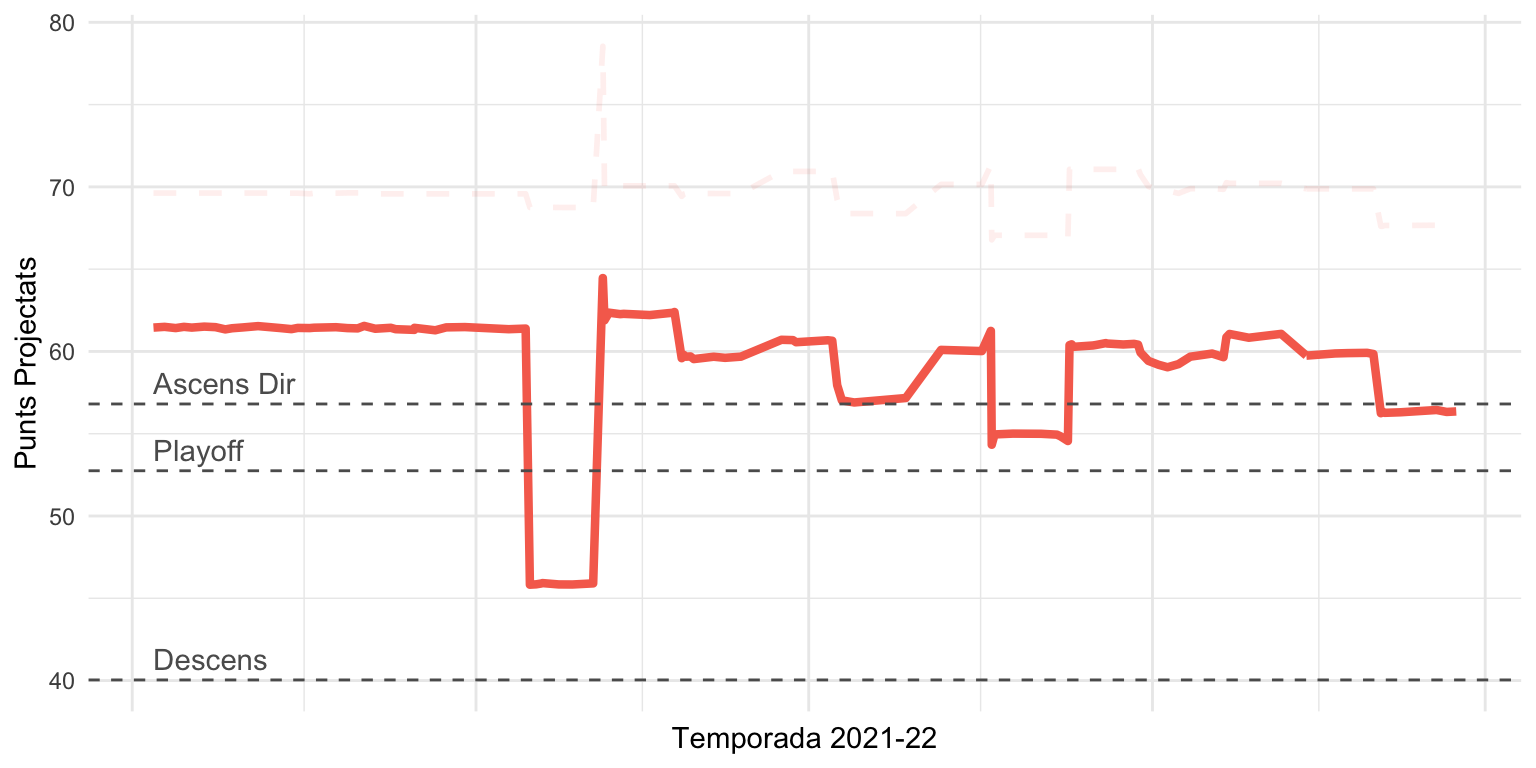 80
70
60
50
40
Punts Projectats
Ascens Dir
Playoff
Descens
Temporada 2021-22